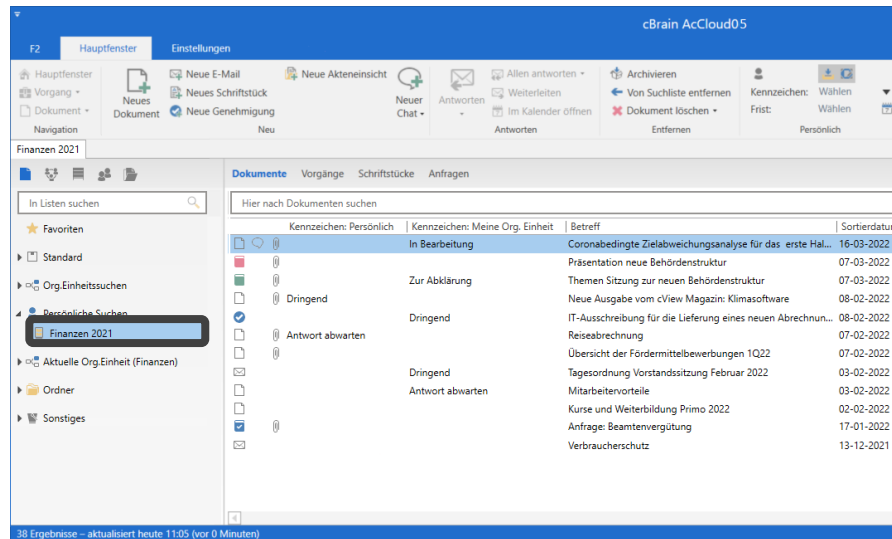 cBrain AcCloud05
F2 Hauptfenster Einstellungen
Hauptfenster
Vorgang
Dokument
Navigation
Neues Dokument
Neue E-Mail
Neues Schriftstück
Neue Genehmigung
Neue Akteneinsicht
Neuer Chat
Neu
Antworten
Allen antworten
Weiterleiten
Im Kalender öffnen
Antworten
Archivieren
Von Suchliste entfernen
Dokument löschen
Entfernen
Kennzeichen: Wählen
Frist: Wählen
Persönlich
Finanzen 2021
In Listen suchen
Favoriten
Standard
Org.Einheitssuchen
Persönliche Suchen
Finanzen 2021
Aktuelle Org.Einheit (Finanzen)
Ordner
Sonstiges
Dokumente Vorgänge Schriftstücke Anfragen
Hier nach Dokumenten suchen
Kennzeichen: Persönlich Kennzeichen: Meine Org. Einheit Betreff Sortierdatum
In Bearbeitung Coronabedingte Zielabweichungsanalyse für das erste Hal... 16-03-2022
Präsentation neue Behördenstruktur 07-03-2022
Zur Abklärung Themen Sitzung zur neuen Behördenstruktur 07-03-2022
Dringend Neue Ausgabe vom cView Magazin: Klimasoftware 08-02-2022
Dringend IT-Ausschreibung für die Lieferung eines neuen Abrechnun... 08-02-2022
Antwort abwarten Reiseabrechnung 07-02-2022
Übersicht der Fördermittelbewerbungen 1Q22 07-02-2022
Dringend Tagesordnung Vorstandssitzung Februar 2022 03-02-2022
Antwort abwarten Mitarbeitervorteile 03-02-2022
Kurse und Weiterbildung Primo 2022 02-02-2022
Anfrage: Beamtenvergütung 17-01-2022
Verbraucherschutz 13-12-2021
38 Ergebnisse – aktualisiert heute 11:05 (vor 0 Minuten)